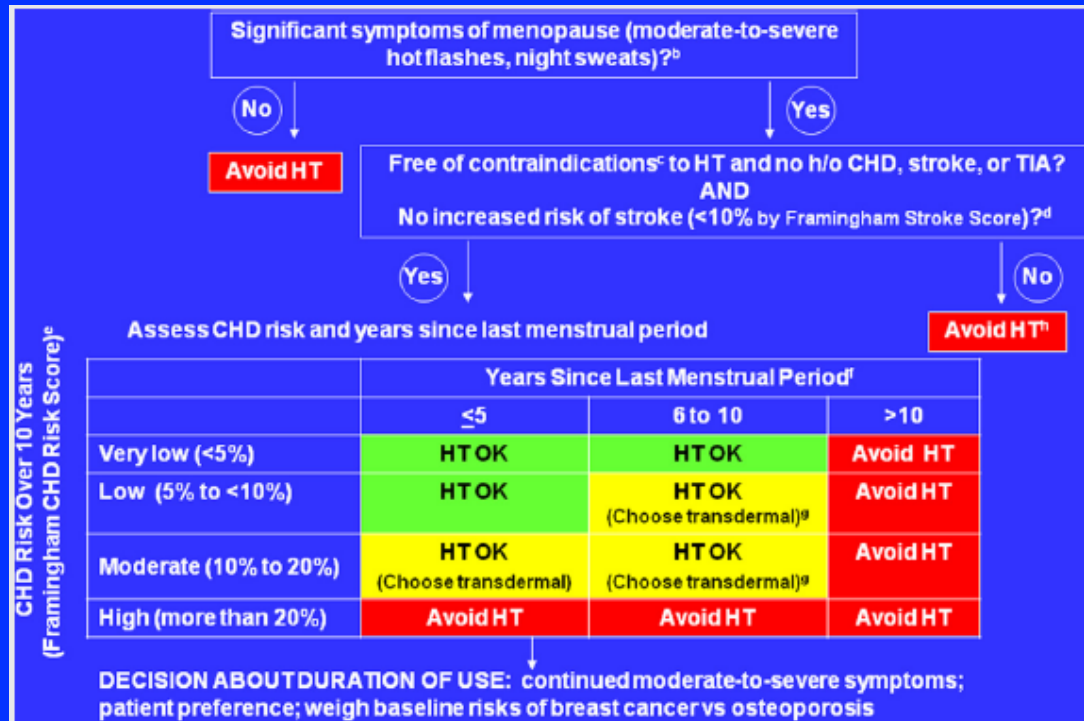 Significant symptoms of menopause (moderate-to-severe
hot flashes, night sweats)?ᵇ
No
Yes
Avoid HT
Free of contraindicationsᶜ to HT and no h/o CHD, stroke, or TIA?
AND
No increased risk of stroke (<10% by Framingham Stroke Score)?ᵈ
Yes
No
Assess CHD risk and years since last menstrual period
Avoid HTʰ
CHD Risk Over 10 Years
(Framingham CHD Risk Score)ᵉ
Years Since Last Menstrual Periodᶠ
≤5 6 to 10 >10
Very low (<5%) HT OK HT OK Avoid HT
Low (5% to <10%) HT OK HT OK Avoid HT
(Choose transdermal)ᵍ
Moderate (10% to 20%) HT OK HT OK Avoid HT
(Choose transdermal) (Choose transdermal)ᵍ
High (more than 20%) Avoid HT Avoid HT Avoid HT
DECISION ABOUT DURATION OF USE: continued moderate-to-severe symptoms;
patient preference; weigh baseline risks of breast cancer vs osteoporosis